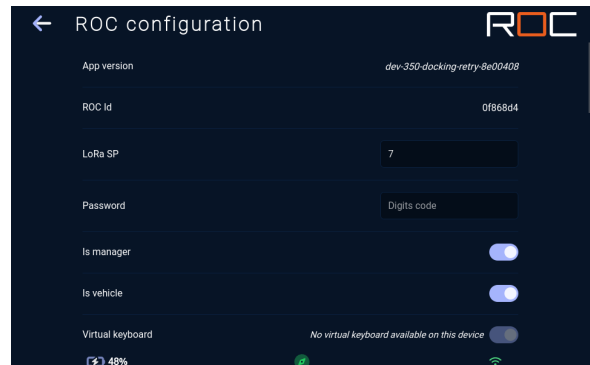 ROC configuration
ROC
App version
dev-350-docking-retry-8e00408
ROC Id
0f868d4
LoRa SP
7
Password
Digits code
Is manager
Is vehicle
Virtual keyboard
No virtual keyboard available on this device
48%